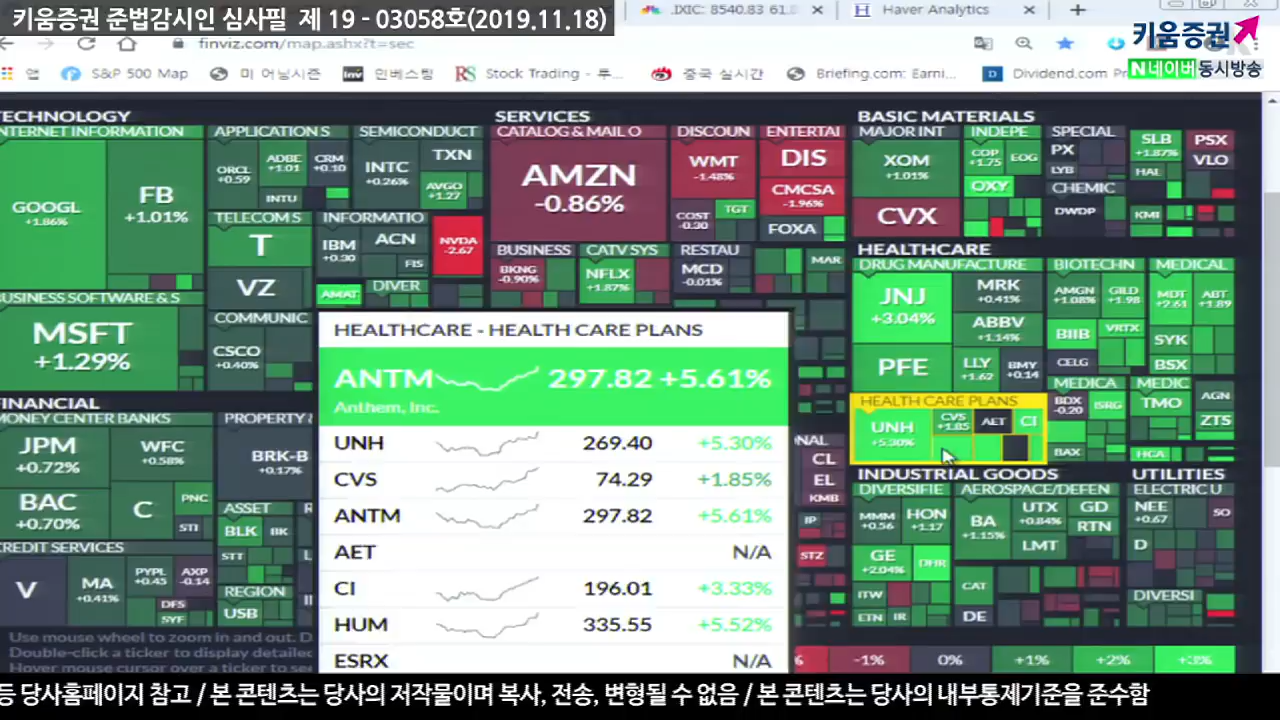 키움증권 준법감시인 심사필 제 19 - 03058호(2019.11.18)
.IXIC: 8540.83 61.8
Haver Analytics
키움증권
finviz.com/map.ashx?t=sec
N 네이버 동시방송
앱
S&P 500 Map
미 어닝시즌
Inv 인베스팅
RS Stock Trading - 투...
중국 실시간
Briefing.com: Earni...
D Dividend.com Pr
TECHNOLOGY
INTERNET INFORMATION
GOOGL
+1.86%
FB
+1.01%
APPLICATIONS
ORCL
+0.59
ADBE
+1.01
CRM
+0.10
INTU
SEMICONDUCT
INTC
+0.26%
TXN
AVGO
+1.27
NVDA
-2.67
AMAT
TELECOMS
T
VZ
INFORMATIO
IBM
+0.30
ACN
FIS
DIVER
BUSINESS SOFTWARE & S
MSFT
+1.29%
COMMUNIC
CSCO
+0.40%
SERVICES
CATALOG & MAIL O
AMZN
-0.86%
DISCOUN
WMT
-1.48%
COST
-0.30
TGT
ENTERTAI
DIS
CMCSA
-1.96%
FOXA
BUSINESS
BKNG
-0.90%
CATV SYS
NFLX
+1.87%
RESTAU
MCD
-0.01%
MAR
BASIC MATERIALS
MAJOR INT
XOM
+1.01%
CVX
INDEPE
COP
+1.75
EOG
OXY
SPECIAL
PX
LYB
CHEMIC
DWDP
SLB
+1.87%
HAL
KMI
PSX
VLO
HEALTHCARE
DRUG MANUFACTURE
JNJ
+3.04%
PFE
MRK
+0.41%
ABBV
+1.14%
LLY
+1.62
BMY
+0.14
BIOTECHN
AMGN
+1.08%
GILD
+1.98
BIIB
VRTX
CELG
MEDICAL
MDT
+2.61
ABT
+1.89
SYK
BSX
HEALTH CARE PLANS
UNH
+5.30%
CVS
+1.85
AET
CI
MEDICA
BDX
-0.20
ISRG
BAX
MEDIC
TMO
AGN
ZTS
HCA
FINANCIAL
MONEY CENTER BANKS
JPM
+0.72%
WFC
+0.58%
BAC
+0.70%
C
PNC
STI
PROPERTY &
BRK-B
+0.17%
ASSET
BLK
BK
STT
REGION
USB
CREDIT SERVICES
V
MA
+0.41%
PYPL
+0.45
AXP
-0.14
DFS
SYF
HEALTHCARE - HEALTH CARE PLANS
ANTM 297.82 +5.61%
Anthem, Inc.
UNH 269.40 +5.30%
CVS 74.29 +1.85%
ANTM 297.82 +5.61%
AET N/A
CI 196.01 +3.33%
HUM 335.55 +5.52%
ESRX N/A
NAL
CL
EL
KMB
IP
STZ
INDUSTRIAL GOODS
DIVERSIFIE
MMM
+0.56
HON
+1.17
GE
+2.04%
DHR
ITW
ETN
IR
AEROSPACE/DEFEN
BA
+1.15%
UTX
+0.84%
GD
RTN
LMT
CAT
DE
UTILITIES
ELECTRIC U
NEE
+0.67
SO
D
DIVERSI
Use mouse wheel to zoom in and out. D
Double-click a ticker to display detailed
Hover mouse cursor over a ticker to see
% -1% 0% +1% +2% +3%
등 당사홈페이지 참고 / 본 콘텐츠는 당사의 저작물이며 복사, 전송, 변형될 수 없음 / 본 콘텐츠는 당사의 내부통제기준을 준수함